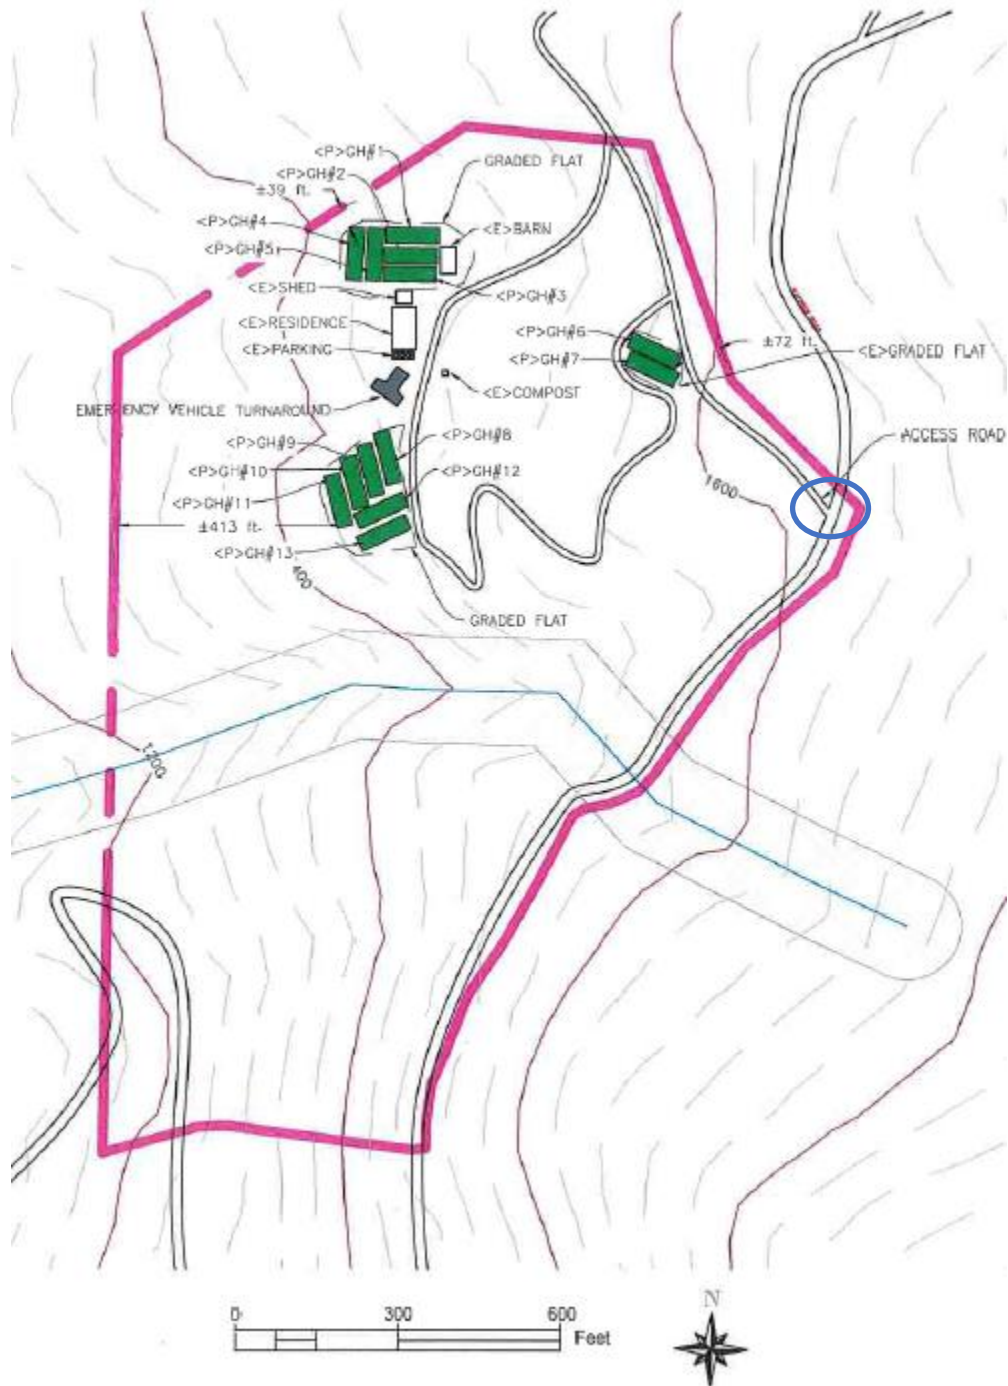 <P>GH#1
GRADED FLAT
<P>GH#2
±39 ft.
<P>GH#4
<E>BARN
<P>GH#5
<E>SHED
<P>GH#3
<E>RESIDENCE
<P>GH#6
±72 ft.
<E>PARKING
<P>GH#7
<E>GRADED FLAT
<E>COMPOST
EMERGENCY VEHICLE TURNAROUND
<P>GH#9
<P>GH#8
ACCESS ROAD
<P>GH#10
<P>GH#12
1600
<P>GH#11
±413 ft.
<P>GH#13
400
GRADED FLAT
1200
N
0 300 600
Feet